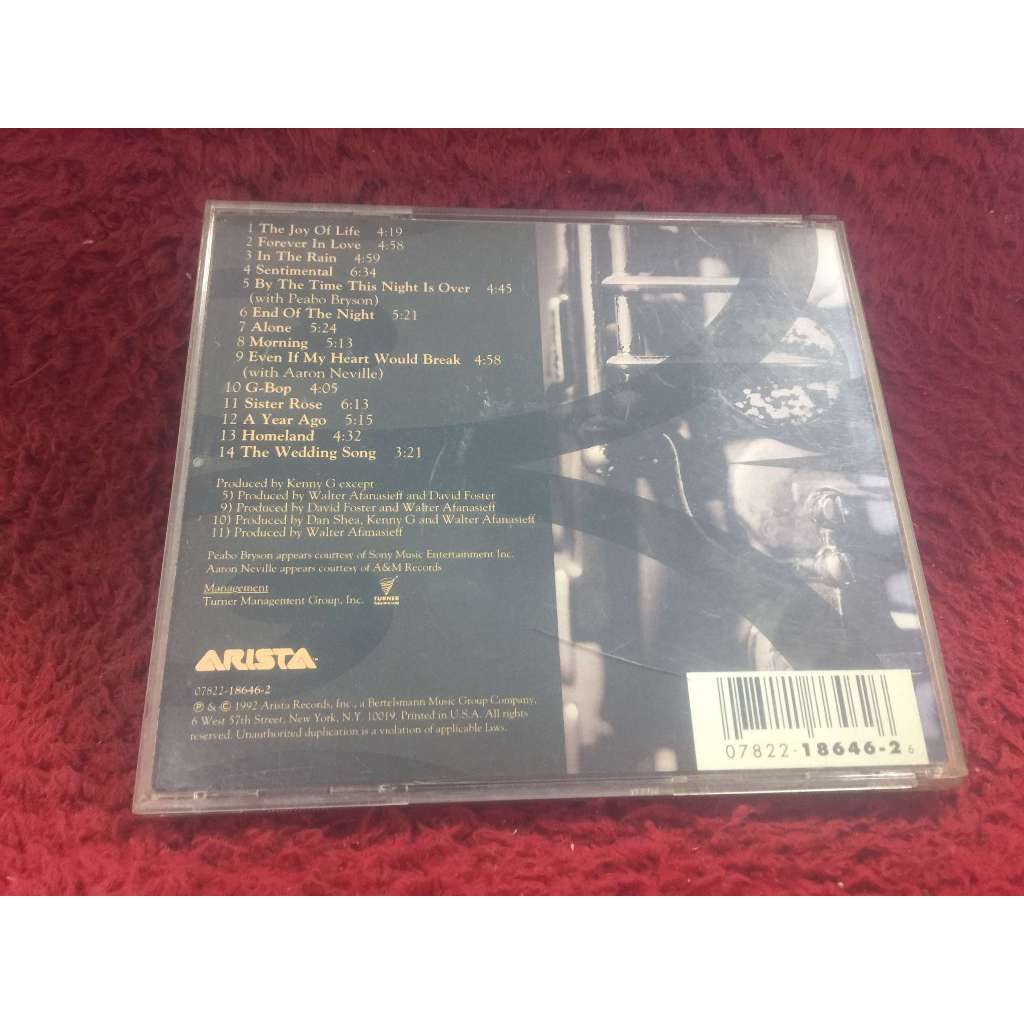 1 The Joy Of Life 4:19
2 Forever In Love 4:58
3 In The Rain 4:59
4 Sentimental 6:34
5 By The Time This Night Is Over 4:45
(with Peabo Bryson)
6 End Of The Night 5:21
7 Alone 5:24
8 Morning 5:13
9 Even If My Heart Would Break 4:58
(with Aaron Neville)
10 G-Bop 4:05
11 Sister Rose 6:13
12 A Year Ago 5:15
13 Homeland 4:32
14 The Wedding Song 3:21
Produced by Kenny G except
5) Produced by Walter Afanasieff and David Foster
9) Produced by David Foster and Walter Afanasieff
10) Produced by Dan Shea, Kenny G and Walter Afanasieff
11) Produced by Walter Afanasieff
Peabo Bryson appears courtesy of Sony Music Entertainment Inc.
Aaron Neville appears courtesy of A&M Records
Management
Turner Management Group, Inc. TURNER
ARISTA
07822-18646-2
℗ & © 1992 Arista Records, Inc., a Bertelsmann Music Group Company,
6 West 57th Street, New York, N.Y. 10019. Printed in U.S.A. All rights
reserved. Unauthorized duplication is a violation of applicable laws.
07822-18646-2 6